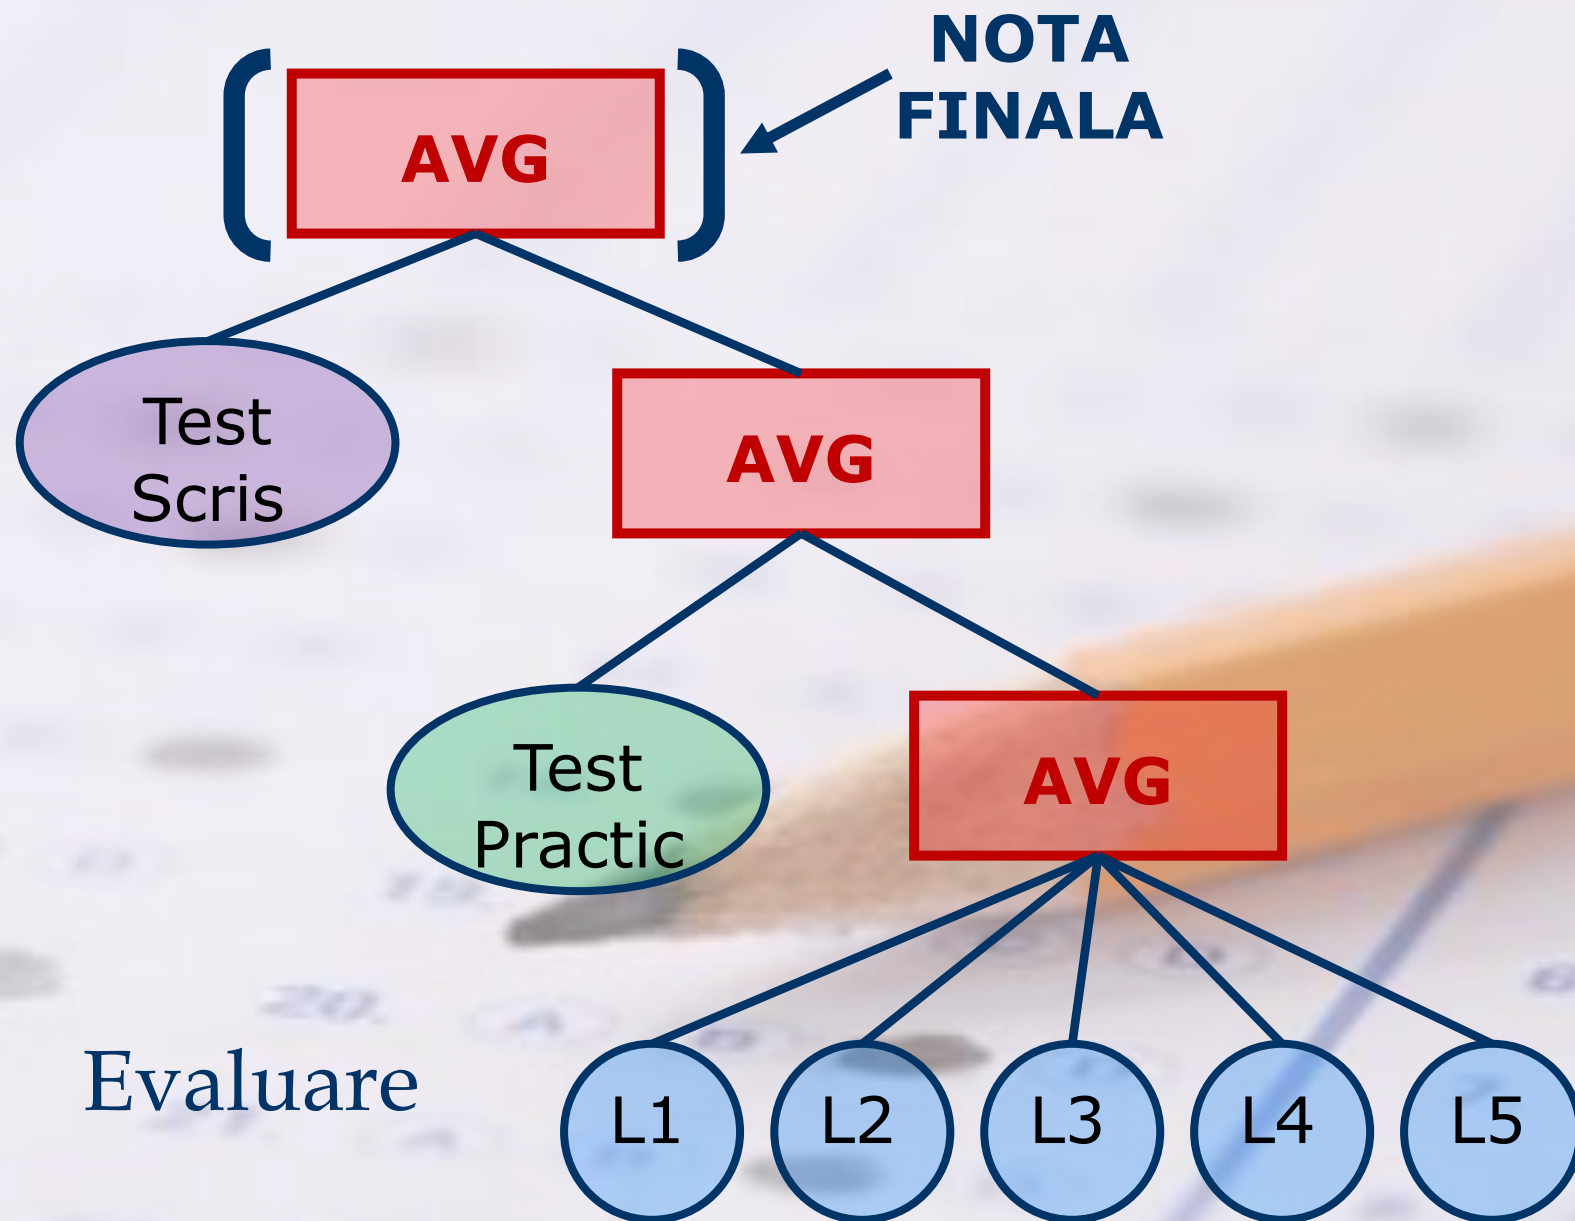 NOTA
FINALA
AVG
Test
Scris
AVG
Test
Practic
AVG
Evaluare
L1
L2
L3
L4
L5